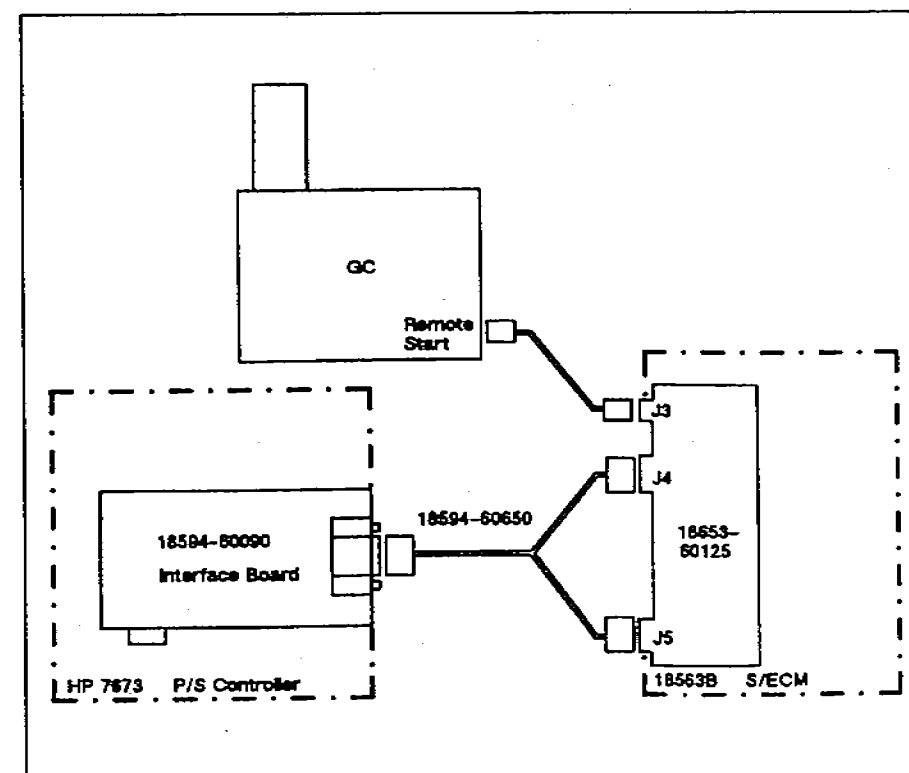 GC
Remote
Start
J3
J4
18594-60650
18653-
60125
18594-60090
Interface Board
J5
HP 7673 P/S Controller
18563B S/ECM